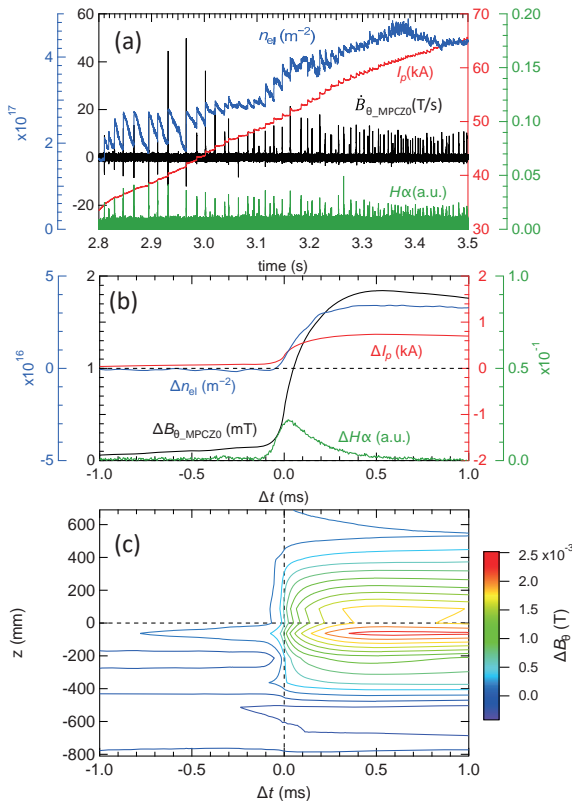 (a)
n_el (m⁻²)
I_p(kA)
Ḃ_θ_MPCZ0(T/s)
Hα(a.u.)
x10¹⁷
4
2
0
60
40
20
0
-20
70
60
50
40
30
0.20
0.15
0.10
0.05
0.00
2.8 2.9 3.0 3.1 3.2 3.3 3.4 3.5
time (s)
(b)
ΔI_p (kA)
Δn_el (m⁻²)
ΔB_θ_MPCZ0 (mT)
ΔHα (a.u.)
x10¹⁶
5
0
-5
2
1
0
2
1
0
-1
-2
x10⁻¹
1.0
0.5
0.0
-1.0 -0.5 0.0 0.5 1.0
Δt (ms)
(c)
z (mm)
600
400
200
0
-200
-400
-600
-800
-1.0 -0.5 0.0 0.5 1.0
Δt (ms)
2.5x10⁻³
2.0
1.5
1.0
0.5
0.0
ΔB_θ (T)